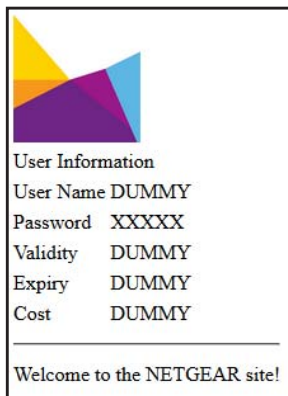 User Information
User Name DUMMY
Password XXXXX
Validity DUMMY
Expiry DUMMY
Cost DUMMY
Welcome to the NETGEAR site!